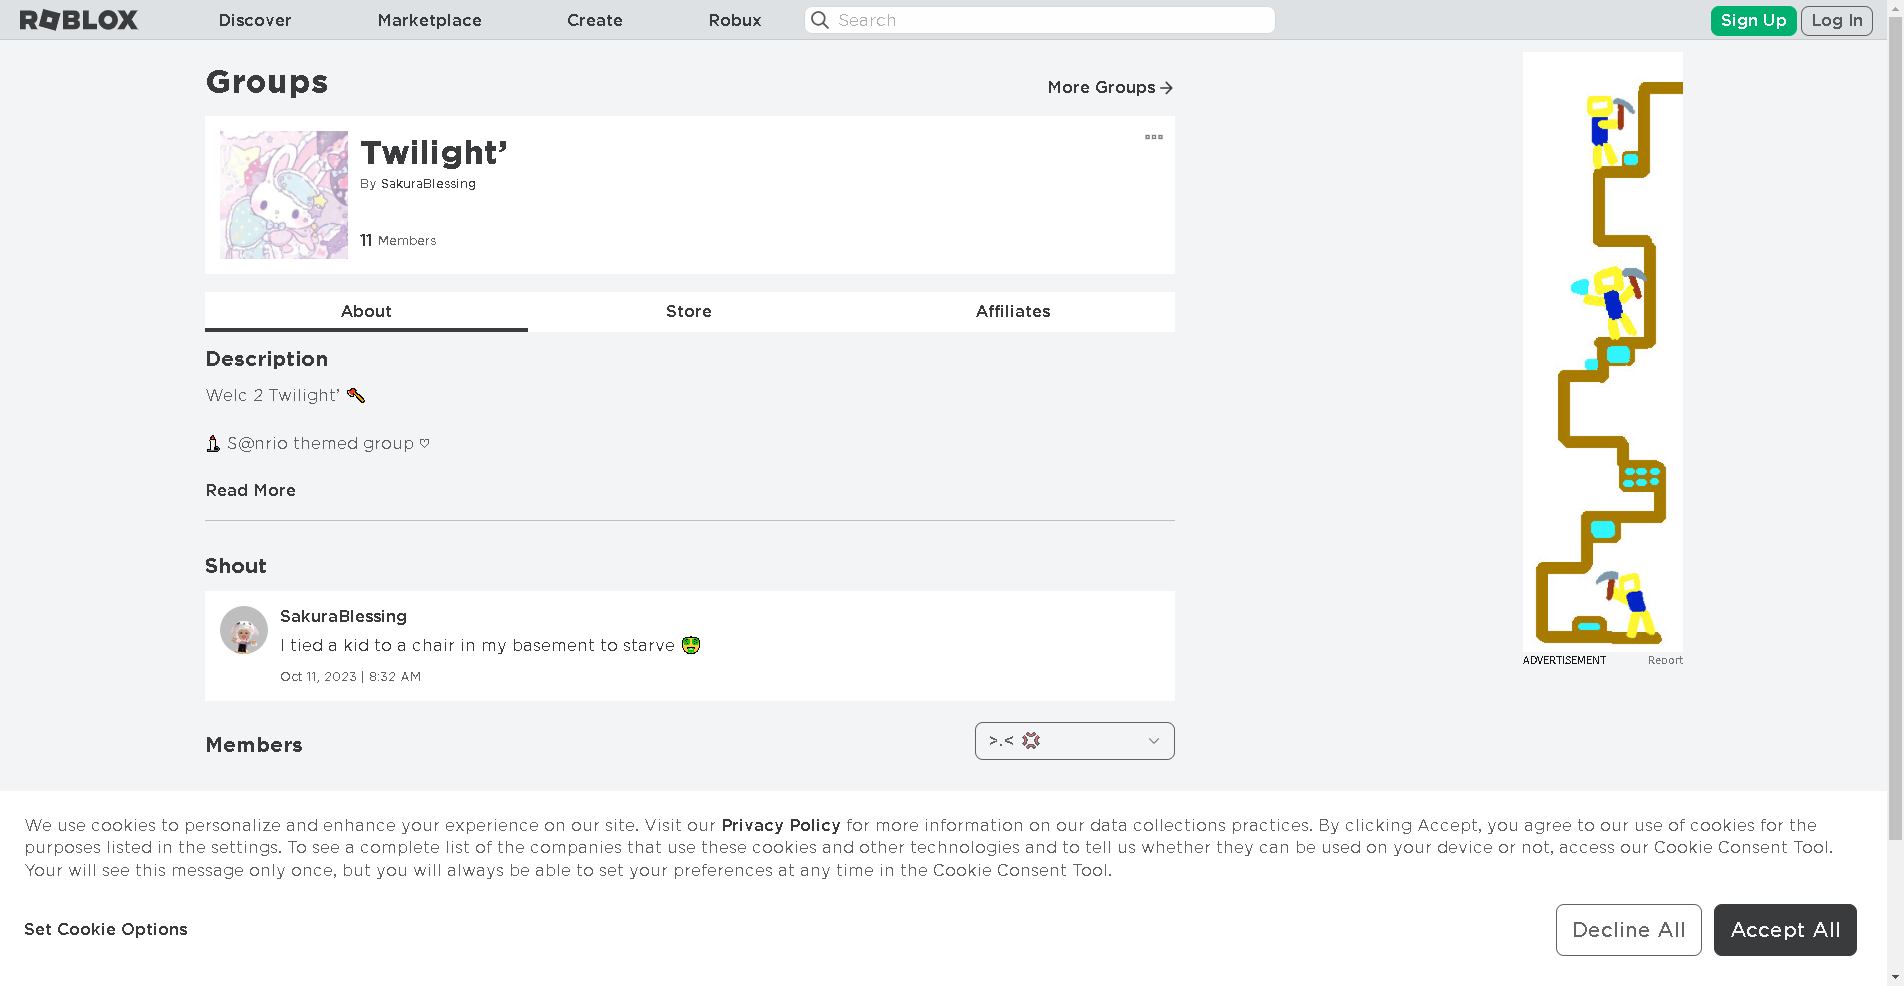 ROBLOX Discover Marketplace Create Robux Search Sign Up Log In
Groups
More Groups →
Twilight’
By SakuraBlessing
11 Members
About Store Affiliates
Description
Welc 2 Twilight’ 🪓
🕯 S@nrio themed group ♡
Read More
Shout
SakuraBlessing
I tied a kid to a chair in my basement to starve 🤑
Oct 11, 2023 | 8:32 AM
Members
>.< 💢
ADVERTISEMENT Report
We use cookies to personalize and enhance your experience on our site. Visit our Privacy Policy for more information on our data collections practices. By clicking Accept, you agree to our use of cookies for the
purposes listed in the settings. To see a complete list of the companies that use these cookies and other technologies and to tell us whether they can be used on your device or not, access our Cookie Consent Tool.
Your will see this message only once, but you will always be able to set your preferences at any time in the Cookie Consent Tool.
Set Cookie Options
Decline All
Accept All